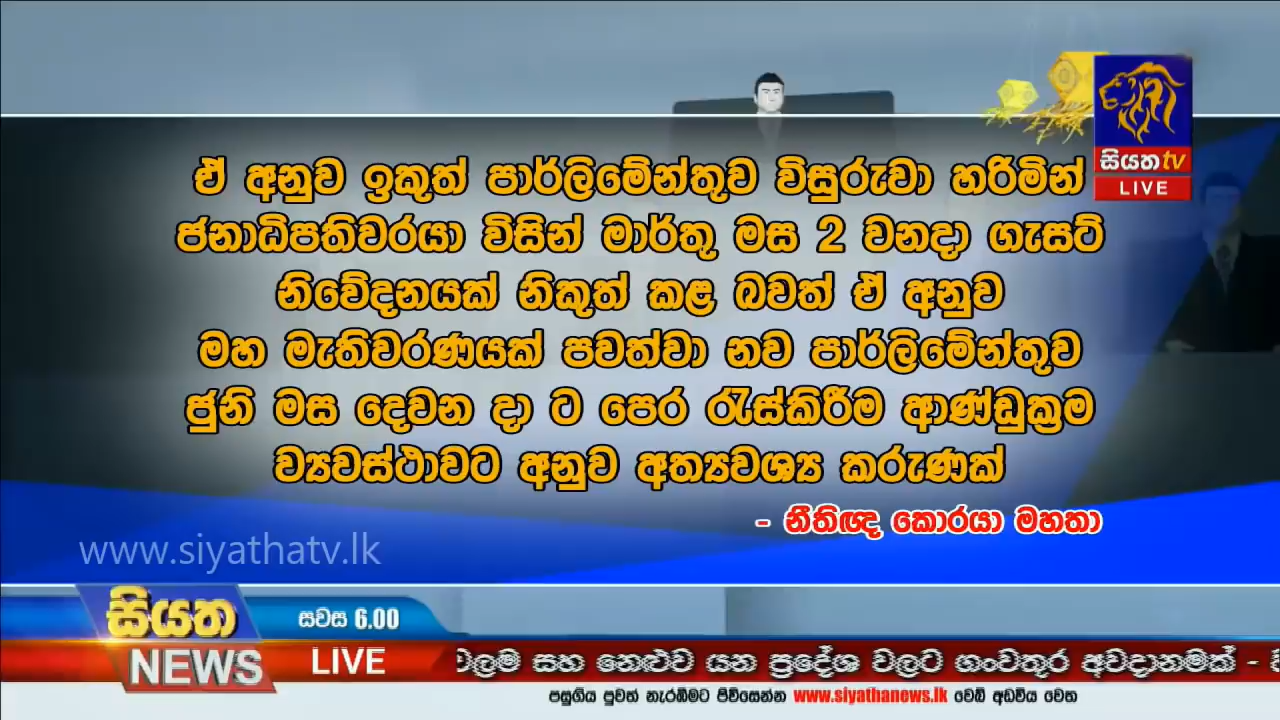 සියත tv
LIVE
ඒ අනුව ඉකුත් පාර්ලිමේන්තුව විසුරුවා හරිමින්
ජනාධිපතිවරයා විසින් මාර්තු මස 2 වනදා ගැසට්
නිවේදනයක් නිකුත් කළ බවත් ඒ අනුව
මහ මැතිවරණයක් පවත්වා නව පාර්ලිමේන්තුව
ජුනි මස දෙවන දා ට පෙර රැස්කිරීම ආණ්ඩුක්‍රම
ව්‍යවස්ථාවට අනුව අත්‍යවශ්‍ය කරුණක්
- නීතිඥ කොරයා මහතා
www.siyathatv.lk
සියත
NEWS
සවස 6.00
LIVE
වලම සහ නෙළුව යන ප්‍රදේශ වලට ගංවතුර අවදානමක් -
පසුගිය පුවත් නැරඹීමට පිවිසෙන්න www.siyathanews.lk වෙබ් අඩවිය වෙත